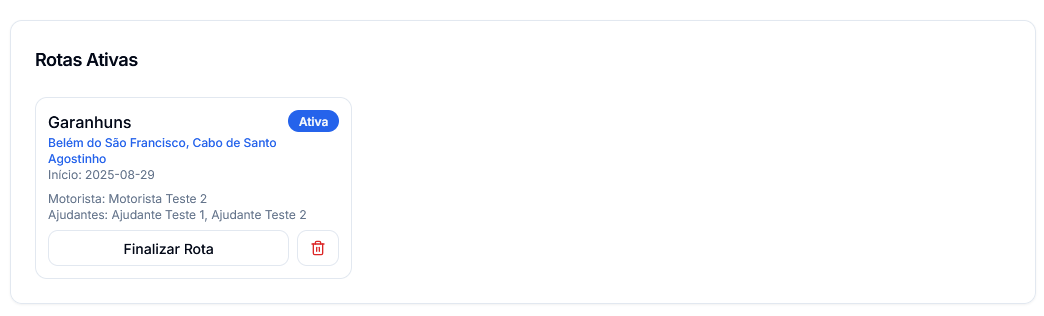 Rotas Ativas
Garanhuns
Ativa
Belém do São Francisco, Cabo de Santo
Agostinho
Início: 2025-08-29
Motorista: Motorista Teste 2
Ajudantes: Ajudante Teste 1, Ajudante Teste 2
Finalizar Rota